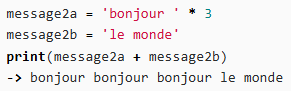 message2a = 'bonjour ' * 3
message2b = 'le monde'
print(message2a + message2b)
-> bonjour bonjour bonjour le monde